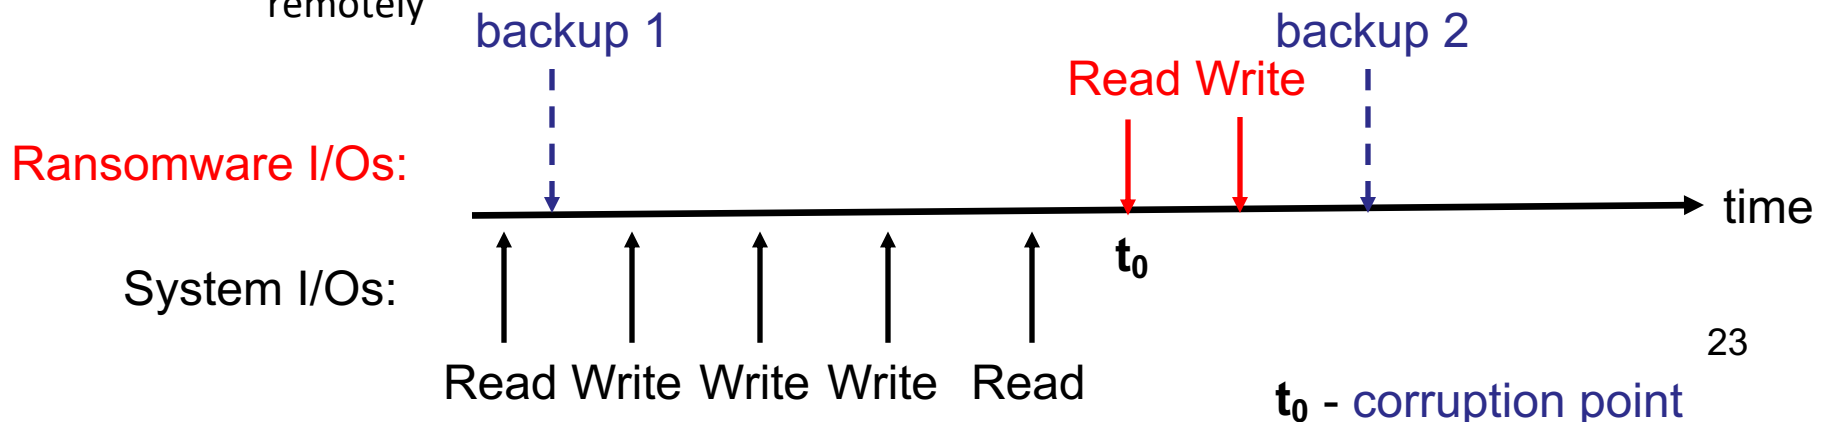 remotely
backup 1
backup 2
Read Write
Ransomware I/Os:
time
t₀
System I/Os:
23
Read Write Write Write Read
t₀ - corruption point